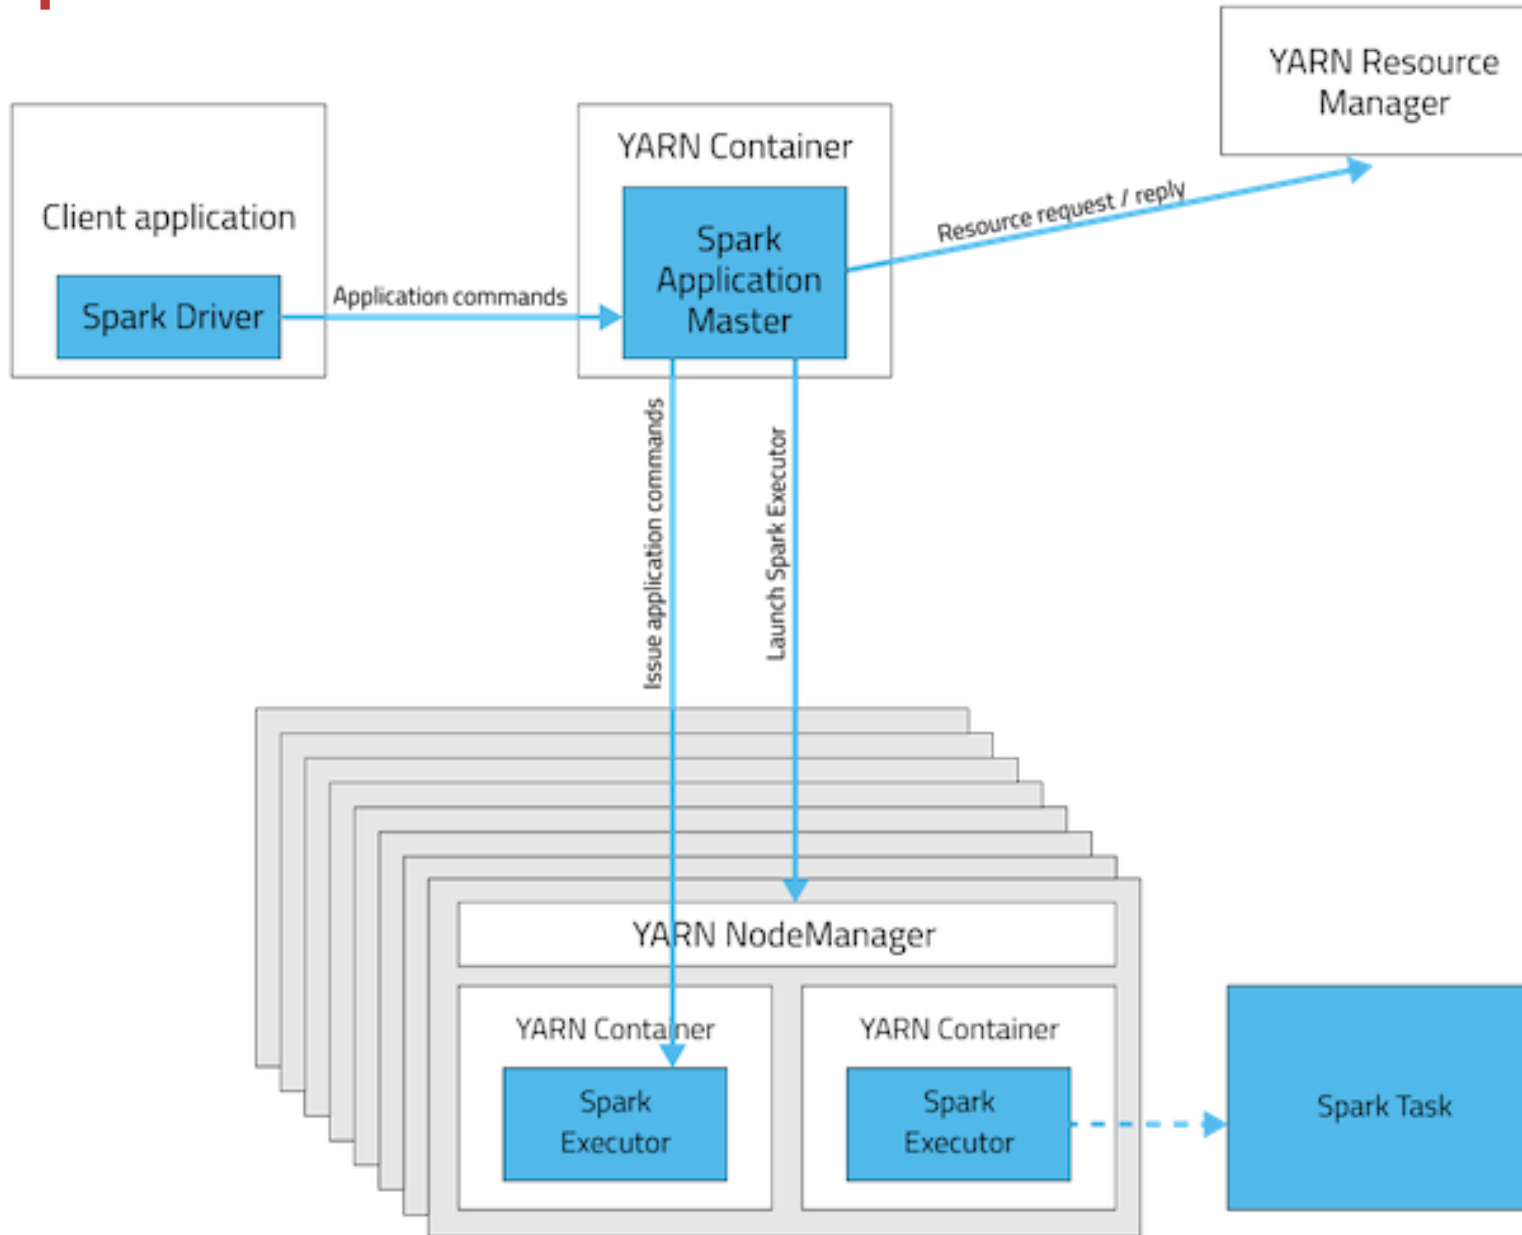 YARN Resource
Manager
YARN Container
Client application
Spark
Application
Master
Spark Driver
Application commands
Resource request / reply
Issue application commands
Launch Spark Executor
YARN NodeManager
YARN Container
YARN Container
Spark
Executor
Spark
Executor
Spark Task